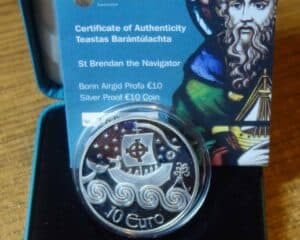 Certificate of Authenticity
Teastas Barántúlachta
St Brendan the Navigator
Bonn Airgid Profa €10
Silver Proof €10 Coin
10 Euro